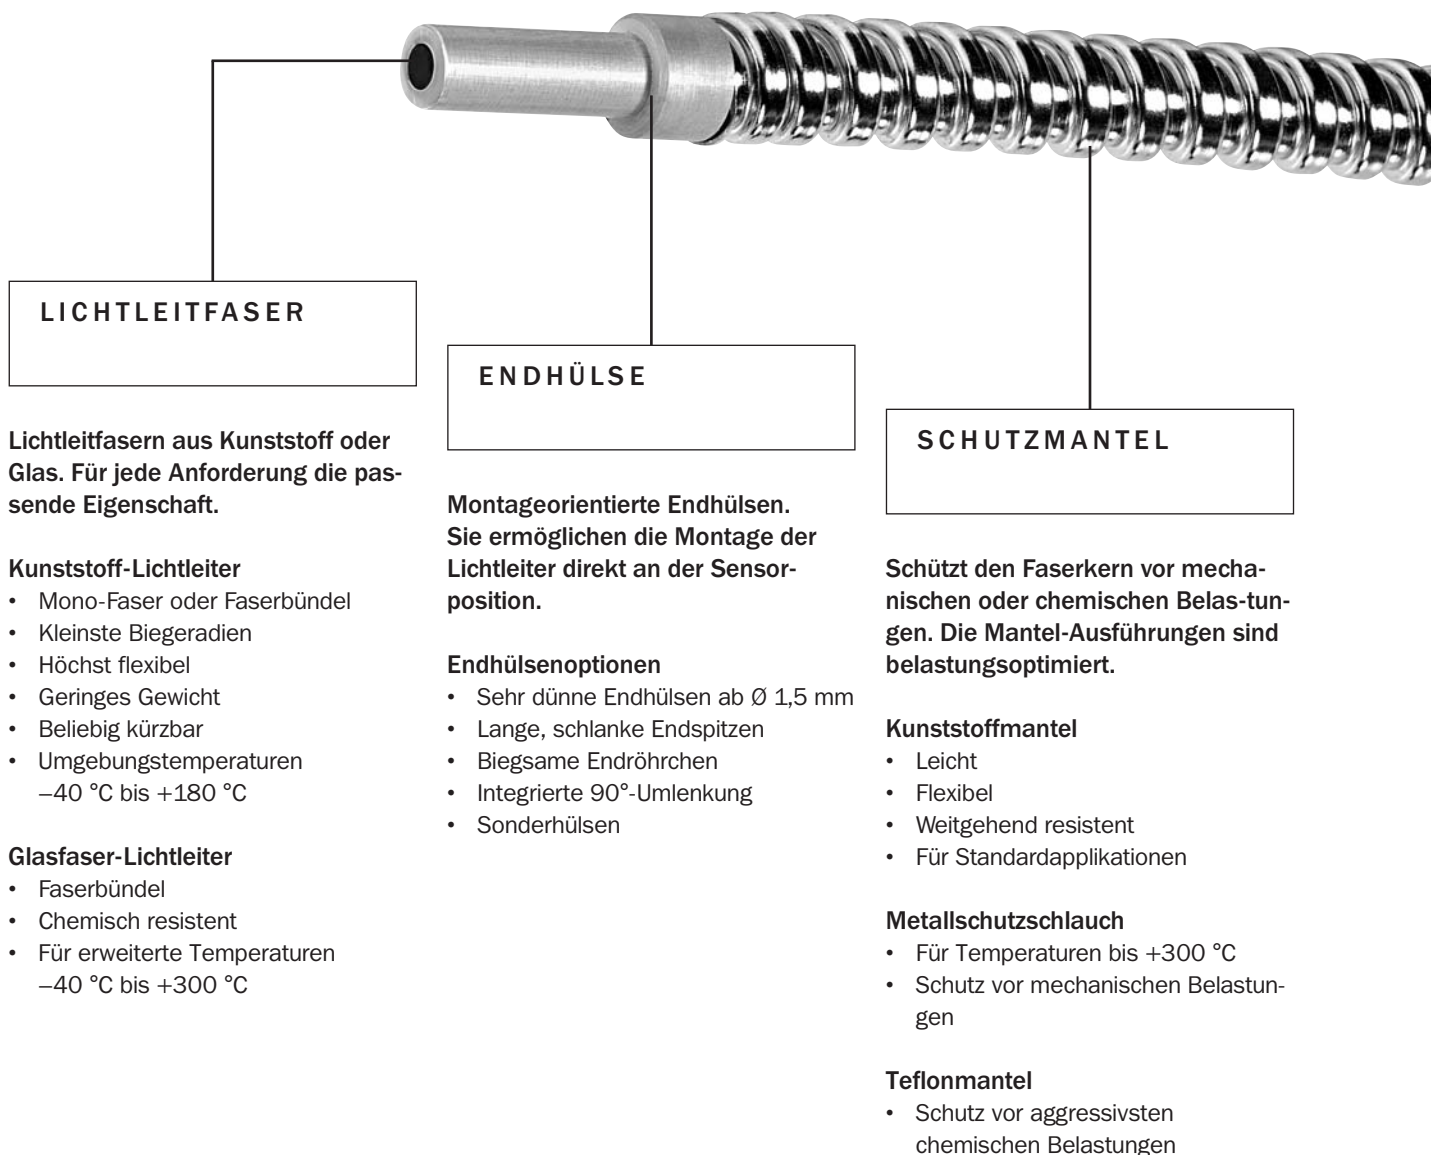 LICHTLEITFASER
Lichtleitfasern aus Kunststoff oder
Glas. Für jede Anforderung die pas-
sende Eigenschaft.
Kunststoff-Lichtleiter
• Mono-Faser oder Faserbündel
• Kleinste Biegeradien
• Höchst flexibel
• Geringes Gewicht
• Beliebig kürzbar
• Umgebungstemperaturen
–40 °C bis +180 °C
Glasfaser-Lichtleiter
• Faserbündel
• Chemisch resistent
• Für erweiterte Temperaturen
–40 °C bis +300 °C
ENDHÜLSE
Montageorientierte Endhülsen.
Sie ermöglichen die Montage der
Lichtleiter direkt an der Sensor-
position.
Endhülsenoptionen
• Sehr dünne Endhülsen ab Ø 1,5 mm
• Lange, schlanke Endspitzen
• Biegsame Endröhrchen
• Integrierte 90°-Umlenkung
• Sonderhülsen
SCHUTZMANTEL
Schützt den Faserkern vor mecha-
nischen oder chemischen Belas-tun-
gen. Die Mantel-Ausführungen sind
belastungsoptimiert.
Kunststoffmantel
• Leicht
• Flexibel
• Weitgehend resistent
• Für Standardapplikationen
Metallschutzschlauch
• Für Temperaturen bis +300 °C
• Schutz vor mechanischen Belastun-
gen
Teflonmantel
• Schutz vor aggressivsten
chemischen Belastungen